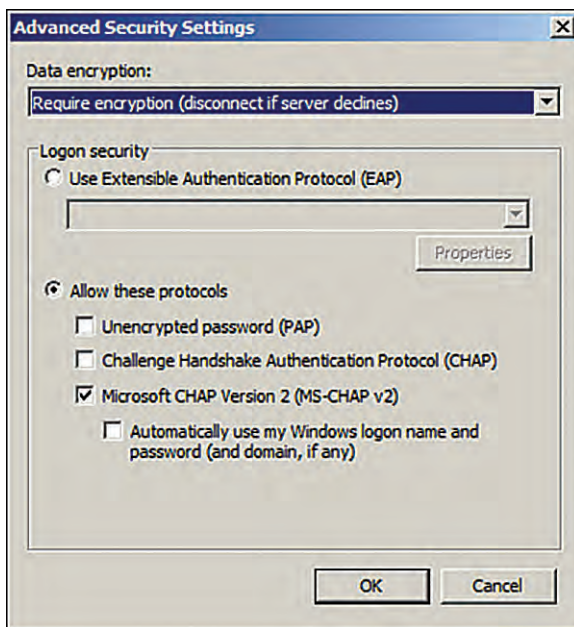 Advanced Security Settings
Data encryption:
Require encryption (disconnect if server declines)
Logon security
Use Extensible Authentication Protocol (EAP)
Properties
Allow these protocols
Unencrypted password (PAP)
Challenge Handshake Authentication Protocol (CHAP)
Microsoft CHAP Version 2 (MS-CHAP v2)
Automatically use my Windows logon name and
password (and domain, if any)
OK Cancel